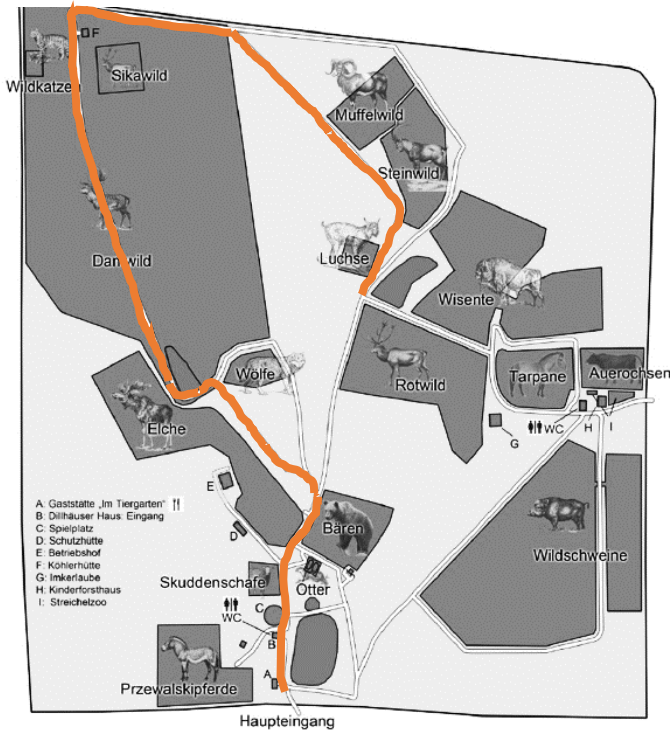 F
Wildkatzen
Sikawild
Muffelwild
Steinwild
Damwild
Luchse
Wisente
Wölfe
Rotwild
Tarpane
Auerochsen
Elche
WC
H
I
G
E
A: Gaststätte „Im Tiergarten"
B: Dillhäuser Haus: Eingang
C: Spielplatz
D: Schutzhütte
E: Betriebshof
F: Köhlerhütte
G: Imkerlaube
H: Kinderforsthaus
I: Streichelzoo
D
Bären
Wildschweine
Skuddenschafe
Otter
C
WC
B
A
Przewalskipferde
Haupteingang